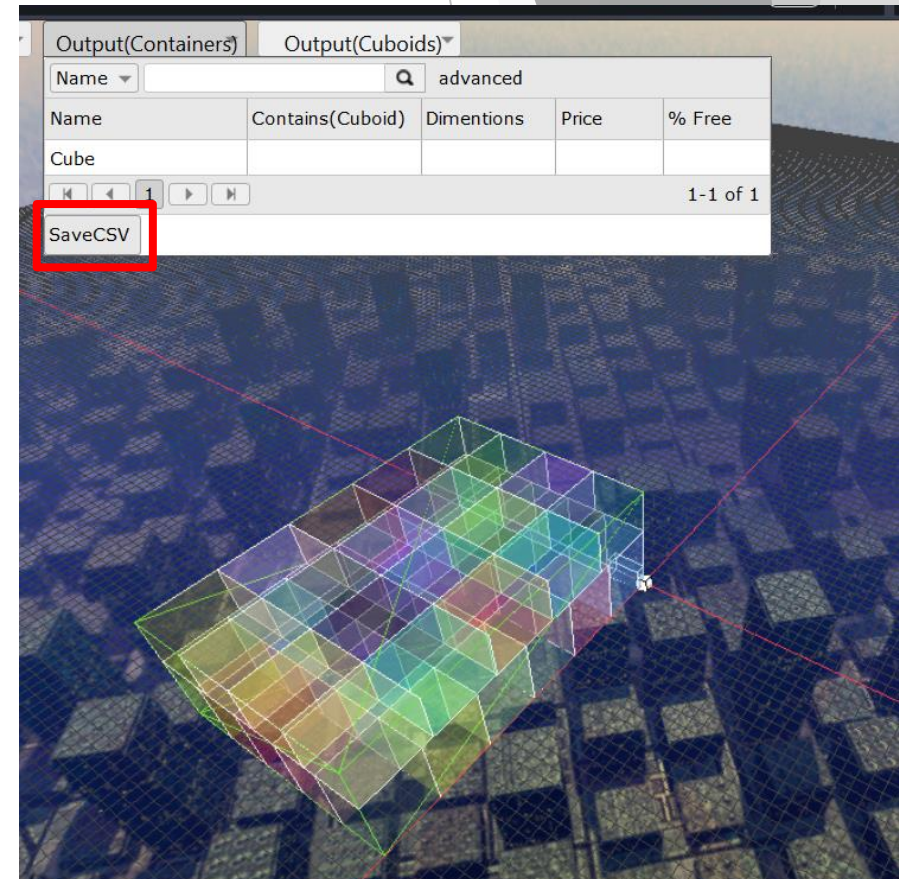 Output(Containers) Output(Cuboids)
Name advanced
Name Contains(Cuboid) Dimentions Price % Free
Cube
1 1-1 of 1
SaveCSV